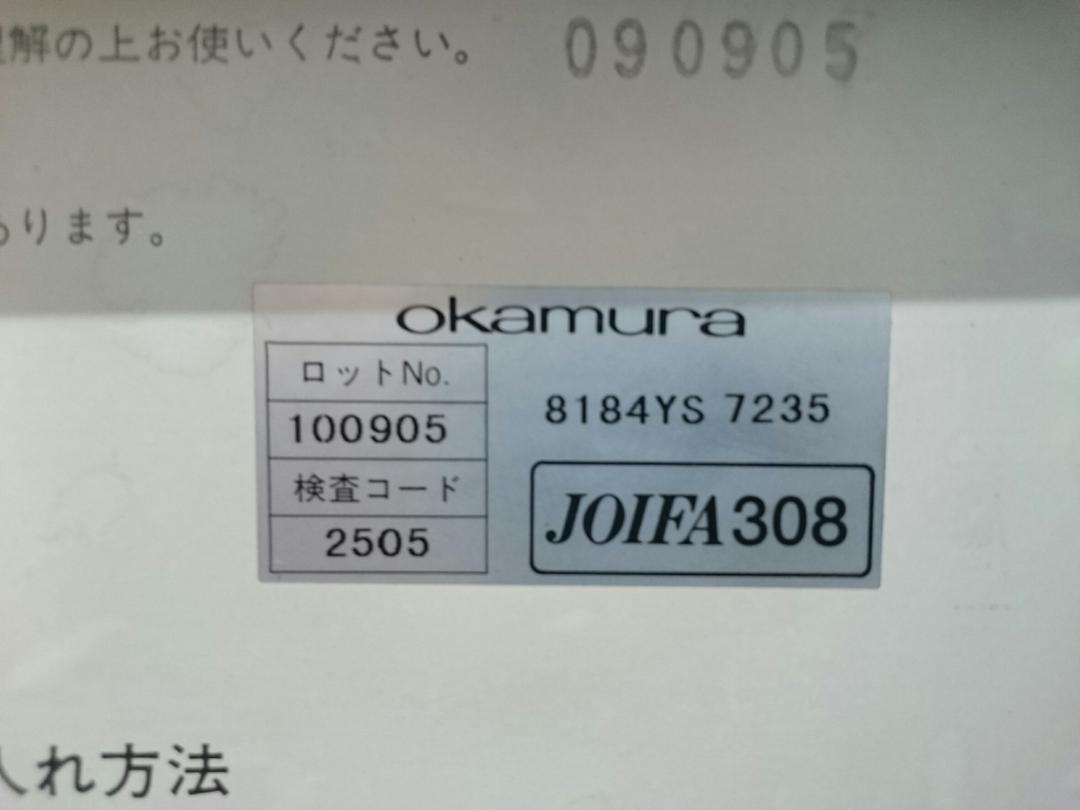 解の上お使いください。 090905
ります。
okamura
ロットNo.
100905
検査コード
2505
8184YS 7235
JOIFA308
れ方法